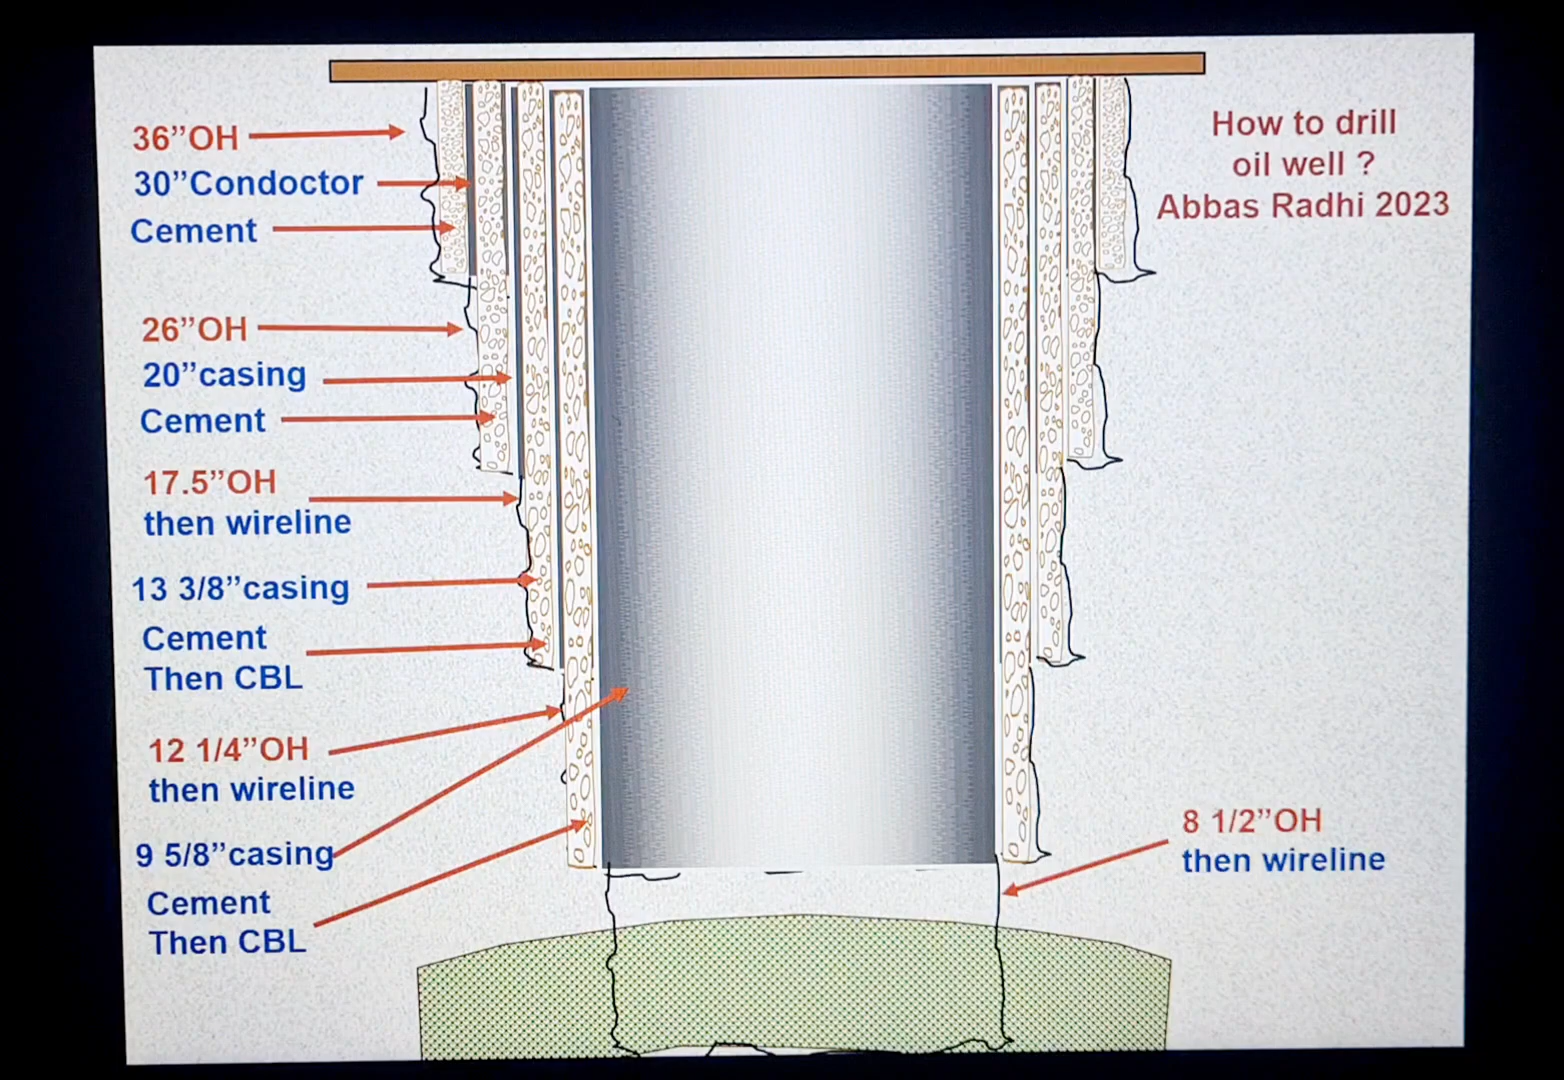 36”OH
30”Condoctor
Cement
26”OH
20”casing
Cement
17.5”OH
then wireline
13 3/8”casing
Cement
Then CBL
12 1/4”OH
then wireline
9 5/8”casing
Cement
Then CBL
How to drill
oil well ?
Abbas Radhi 2023
8 1/2”OH
then wireline